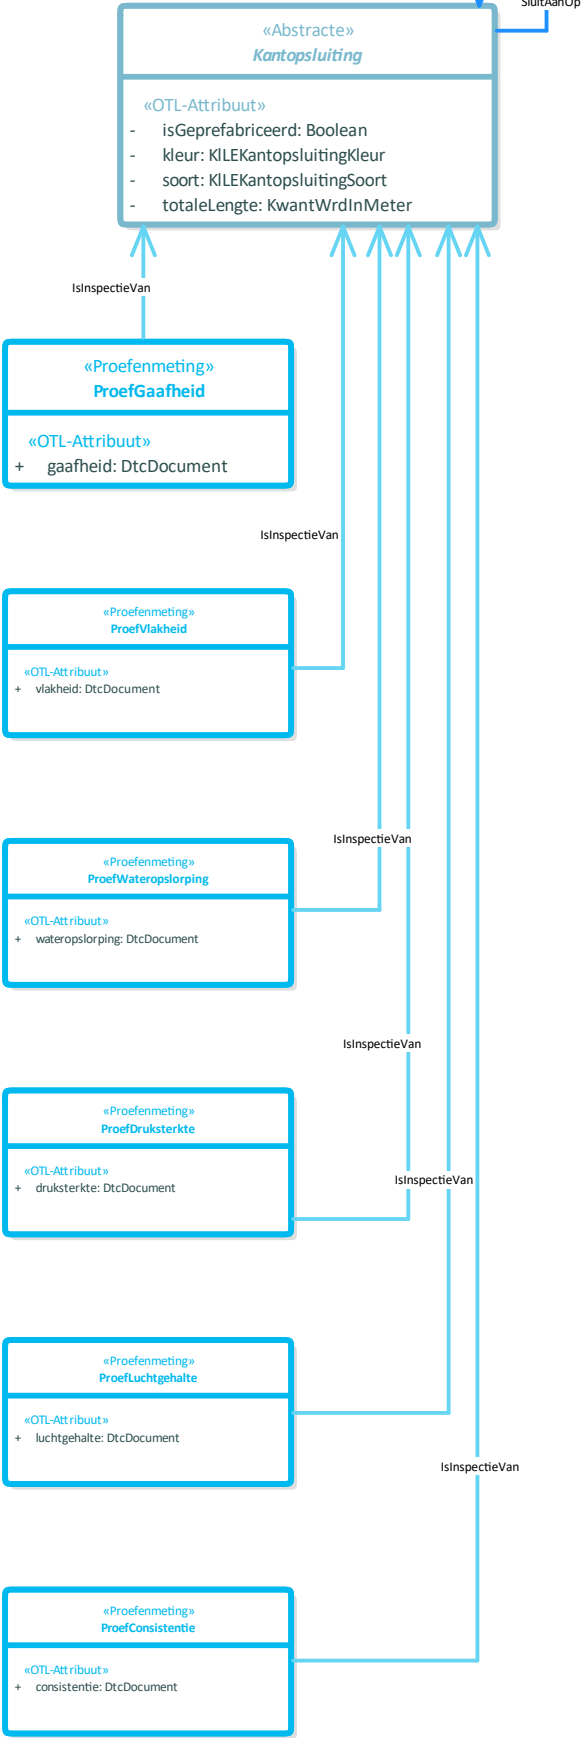 SluitAanOp
«Abstracte»
Kantopsluiting
«OTL-Attribuut»
- isGeprefabriceerd: Boolean
- kleur: KlLEKantopsluitingKleur
- soort: KlLEKantopsluitingSoort
- totaleLengte: KwantWrdInMeter
IsInspectieVan
«Proefenmeting»
ProefGaafheid
«OTL-Attribuut»
+ gaafheid: DtcDocument
IsInspectieVan
«Proefenmeting»
ProefVlakheid
«OTL-Attribuut»
+ vlakheid: DtcDocument
IsInspectieVan
«Proefenmeting»
ProefWateropslorping
«OTL-Attribuut»
+ wateropslorping: DtcDocument
IsInspectieVan
«Proefenmeting»
ProefDruksterkte
«OTL-Attribuut»
+ druksterkte: DtcDocument
IsInspectieVan
«Proefenmeting»
ProefLuchtgehalte
«OTL-Attribuut»
+ luchtgehalte: DtcDocument
IsInspectieVan
«Proefenmeting»
ProefConsistentie
«OTL-Attribuut»
+ consistentie: DtcDocument